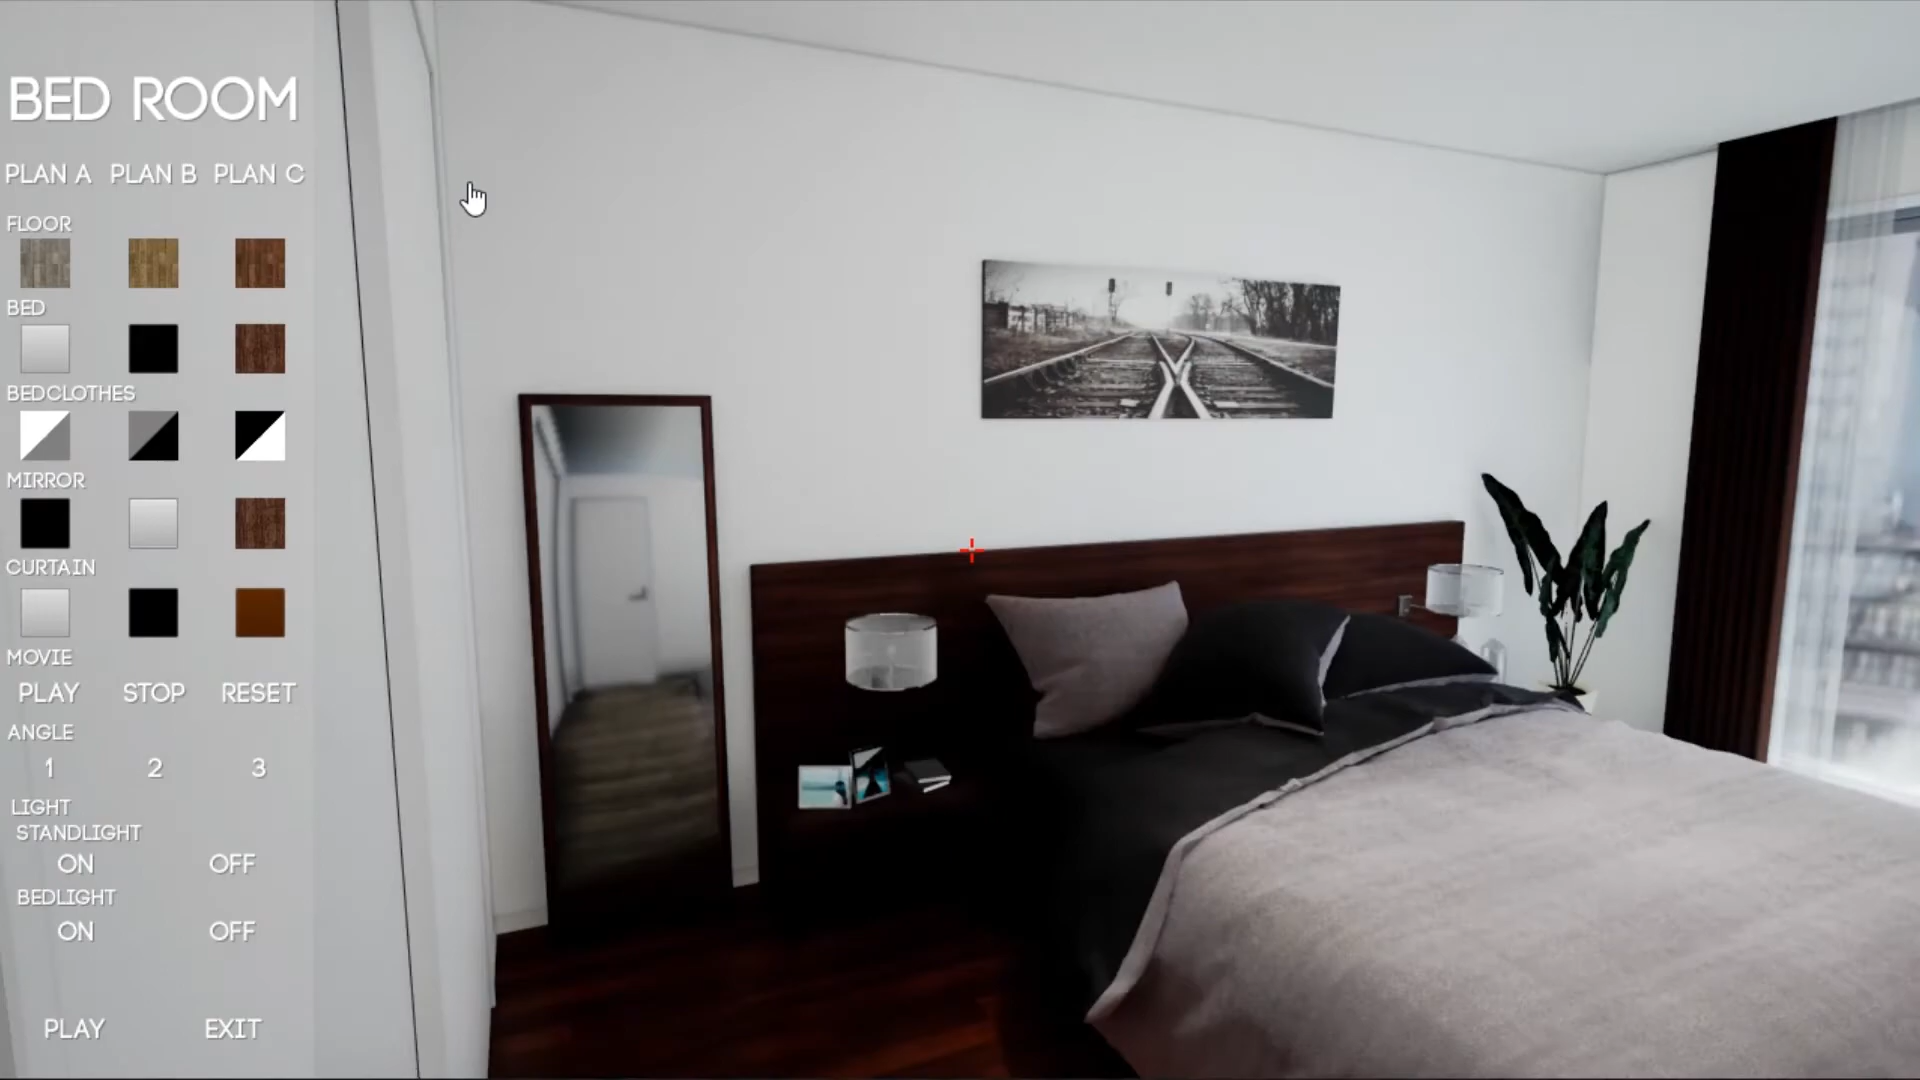 BED ROOM
PLAN A PLAN B PLAN C
FLOOR
BED
BEDCLOTHES
MIRROR
CURTAIN
MOVIE
PLAY STOP RESET
ANGLE
1 2 3
LIGHT
STANDLIGHT
ON OFF
BEDLIGHT
ON OFF
PLAY EXIT